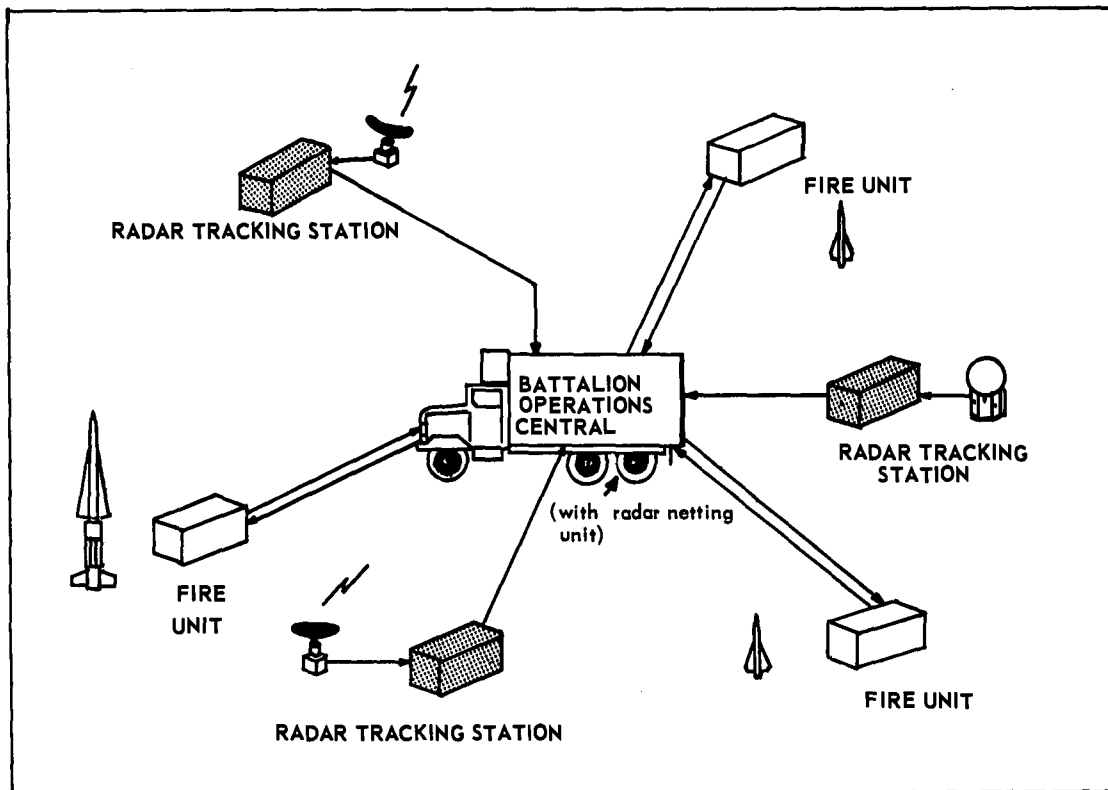 RADAR TRACKING STATION
FIRE UNIT
BATTALION
OPERATIONS
CENTRAL
RADAR TRACKING
STATION
(with radar netting
unit)
FIRE
UNIT
RADAR TRACKING STATION
FIRE UNIT